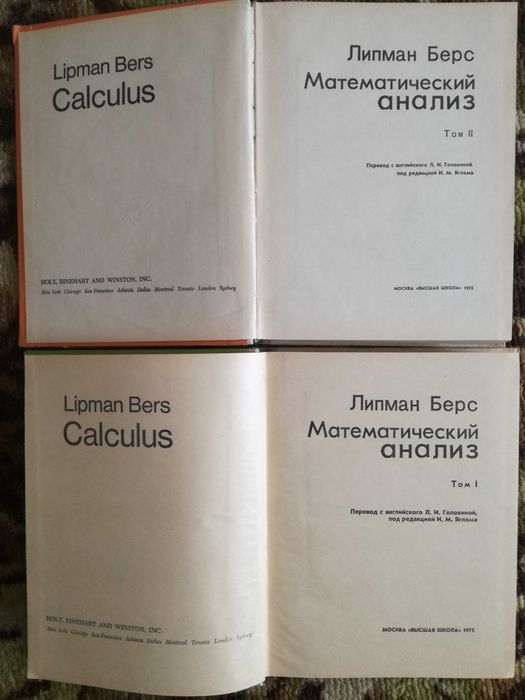 Lipman Bers
Calculus
HOLT, RINEHART AND WINSTON, INC.
New York Chicago San Francisco Atlanta Dallas Montreal Toronto London Sydney
Липман Берс
Математический
анализ
Том II
Перевод с английского Л. И. Головиной,
под редакцией И. М. Яглома
МОСКВА «ВЫСШАЯ ШКОЛА» 1975
Lipman Bers
Calculus
HOLT, RINEHART AND WINSTON, INC.
New York Chicago San Francisco Atlanta Dallas Montreal Toronto London Sydney
Липман Берс
Математический
анализ
Том I
Перевод с английского Л. И. Головиной,
под редакцией И. М. Яглома
МОСКВА «ВЫСШАЯ ШКОЛА» 1975